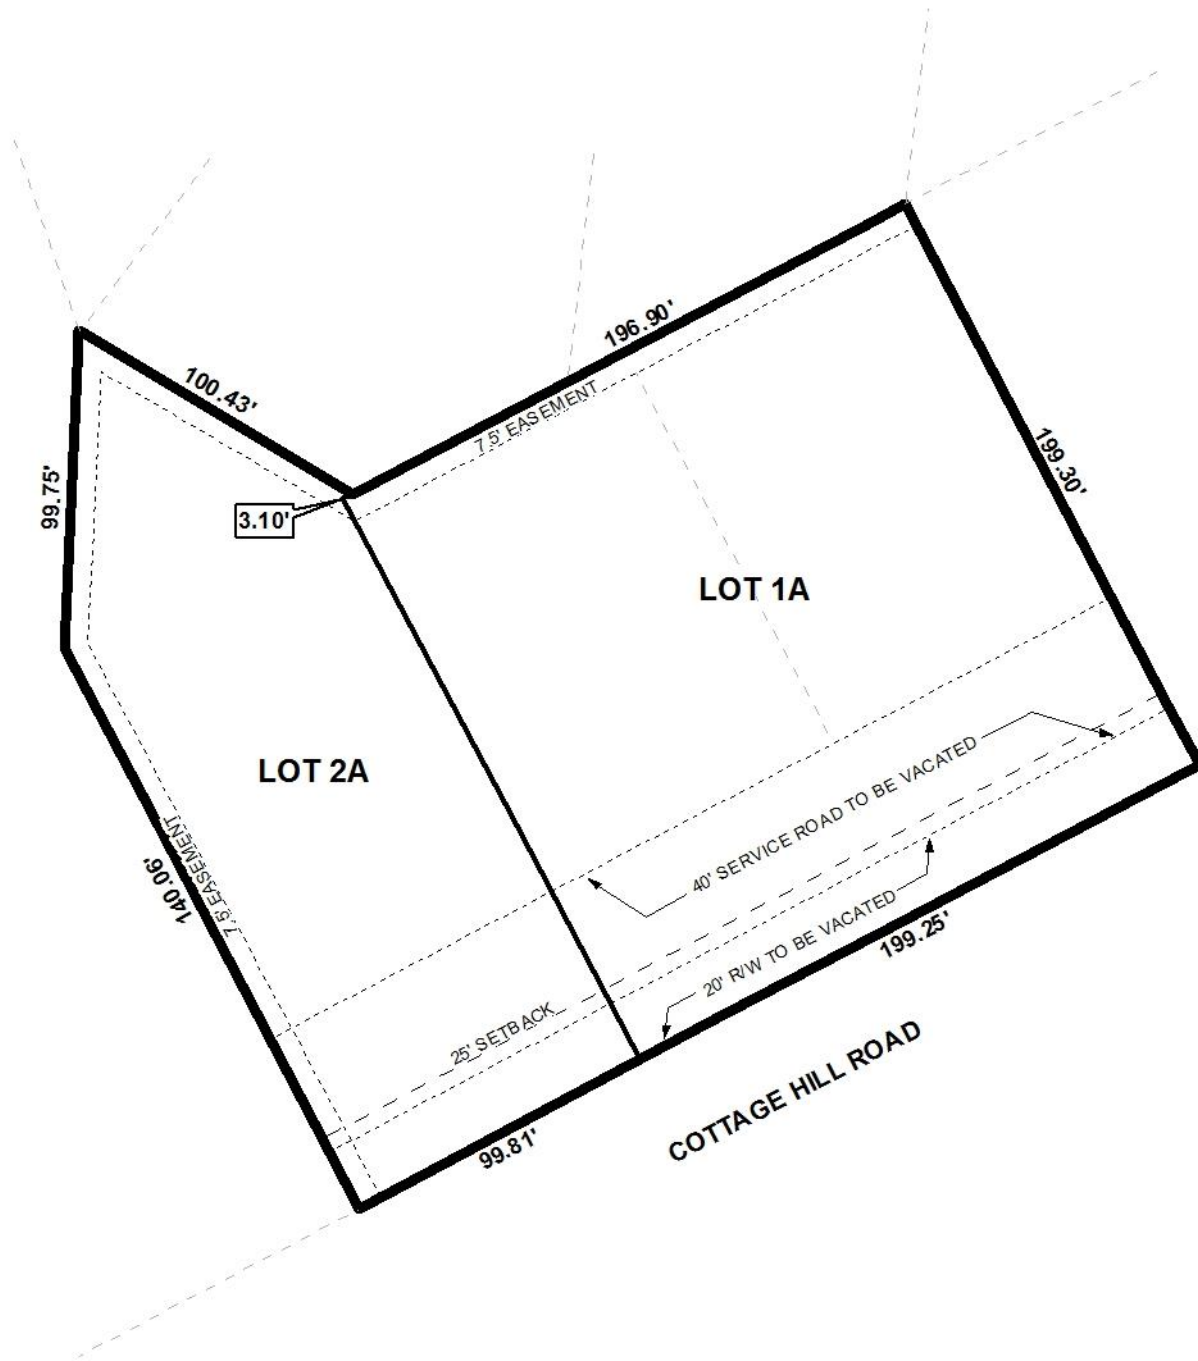 196.90'
7.5' EASEMENT
100.43'
199.30'
99.75'
3.10'
LOT 1A
LOT 2A
40' SERVICE ROAD TO BE VACATED
7.5' EASEMENT
140.06'
20' R/W TO BE VACATED
199.25'
25' SETBACK
COTTAGE HILL ROAD
99.81'